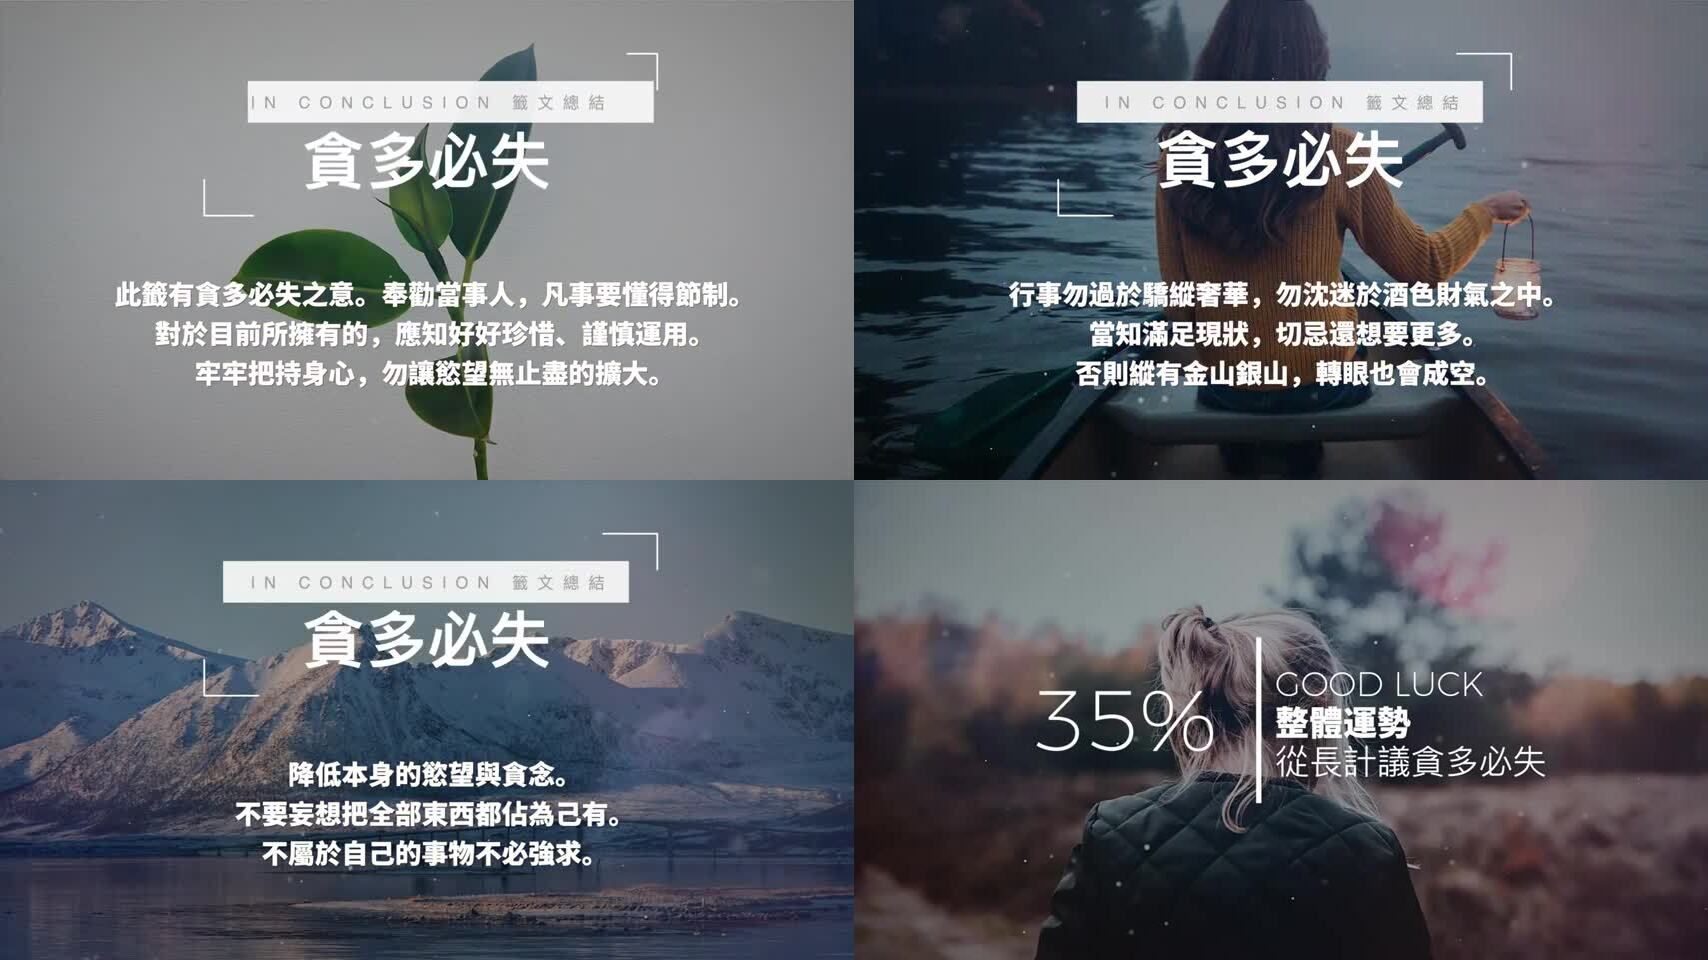 IN CONCLUSION 籤文總結
貪多必失
此籤有貪多必失之意。奉勸當事人，凡事要懂得節制。
對於目前所擁有的，應知好好珍惜、謹慎運用。
牢牢把持身心，勿讓慾望無止盡的擴大。
IN CONCLUSION 籤文總結
貪多必失
行事勿過於驕縱奢華，勿沈迷於酒色財氣之中。
當知滿足現狀，切忌還想要更多。
否則縱有金山銀山，轉眼也會成空。
IN CONCLUSION 籤文總結
貪多必失
降低本身的慾望與貪念。
不要妄想把全部東西都佔為己有。
不屬於自己的事物不必強求。
35%
GOOD LUCK
整體運勢
從長計議貪多必失